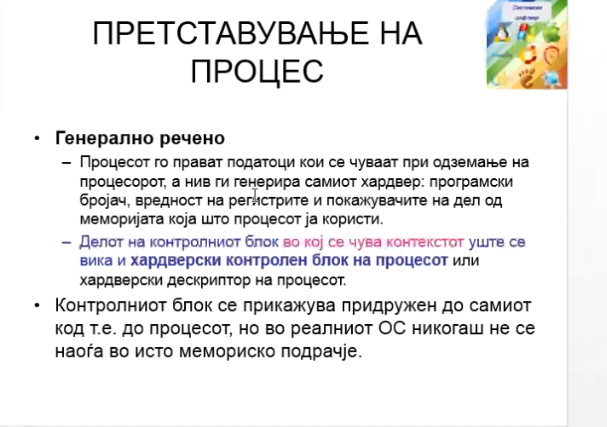 ПРЕТСТАВУВАЊЕ НА
ПРОЦЕС
Системски
софтвер
• Генерално речено
– Процесот го прават податоци кои се чуваат при одземање на
процесорот, а нив ги генерира самиот хардвер: програмски
бројач, вредност на регистрите и покажувачите на дел од
меморијата која што процесот ја користи.
– Делот на контролниот блок во кој се чува контекстот уште се
вика и хардверски контролен блок на процесот или
хардверски дескриптор на процесот.
• Контролниот блок се прикажува придружен до самиот
код т.е. до процесот, но во реалниот ОС никогаш не се
наоѓа во исто мемориско подрачје.